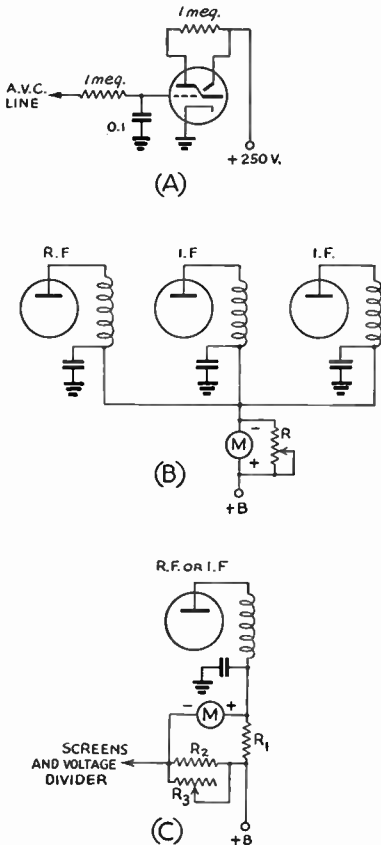 1 meg.
1 meg.
A.V.C.
LINE
0.1
+250 V.
(A)
R.F
I.F
I.F.
M
-
+
R
+B
(B)
R.F. OR I.F
-
M
+
R1
SCREENS
AND VOLTAGE
DIVIDER
R2
R3
+B
(C)